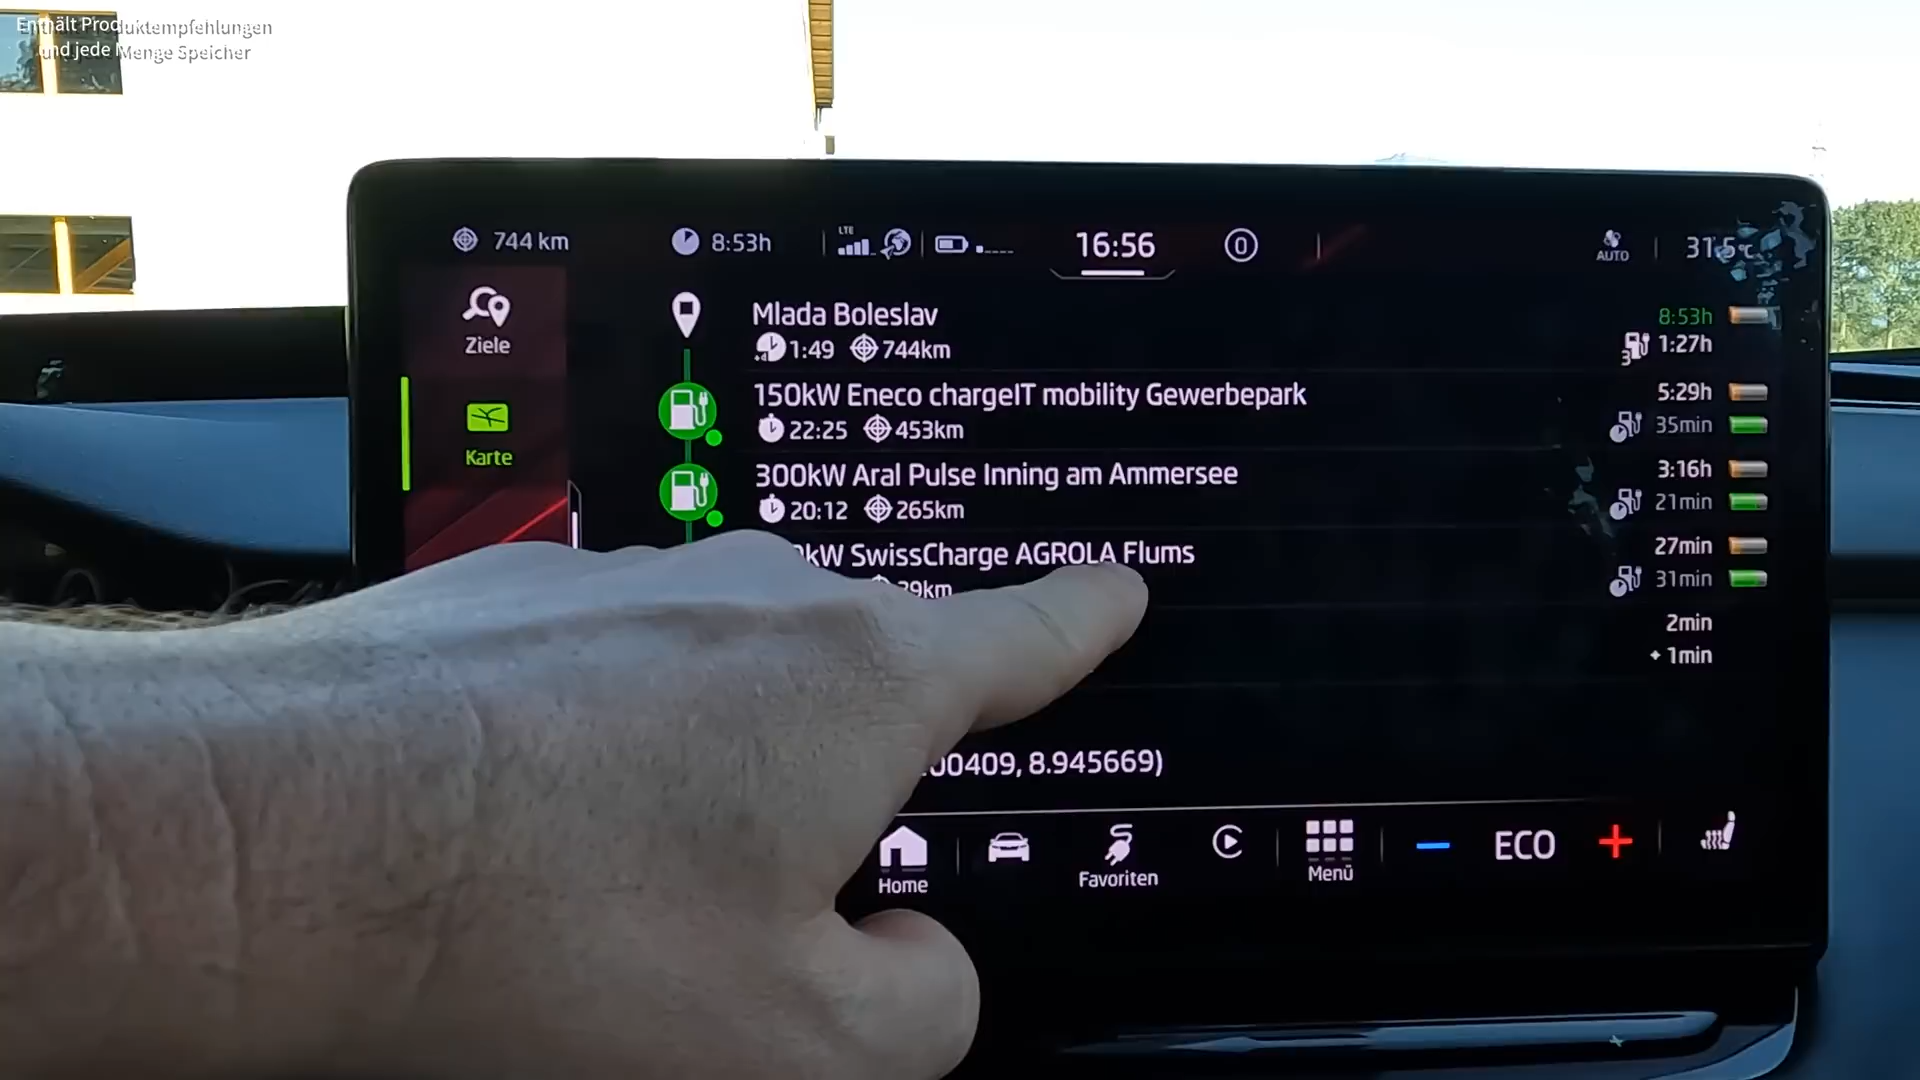 Enthält Produktempfehlungen
und jede Menge Speicher
744 km 8:53h LTE 16:56 0 AUTO 31.5°C
Ziele
Karte
Mlada Boleslav 8:53h
+d 1:49 744km 3 1:27h
150kW Eneco chargeIT mobility Gewerbepark 5:29h
22:25 453km 35min
300kW Aral Pulse Inning am Ammersee 3:16h
20:12 265km 21min
kW SwissCharge AGROLA Flums 27min
39km 31min
2min
+ 1min
00409, 8.945669)
Home Favoriten Menü ECO